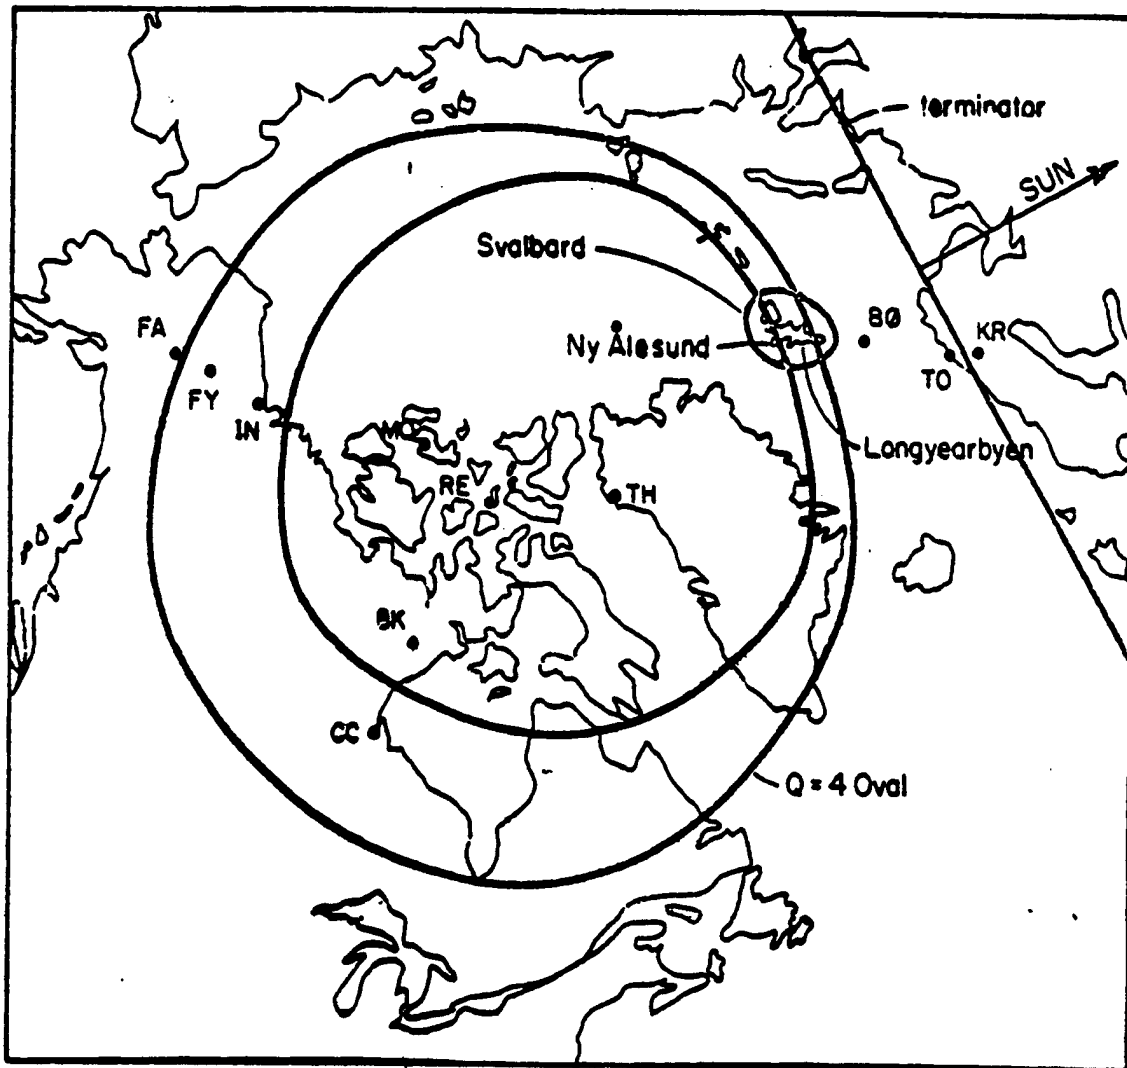 terminator
SUN
Svalbard
FA
BØ
Ny Ålesund
KR
FY
TO
IN
MO
Longyearbyen
RE
TH
BK
CC
Q = 4 Oval